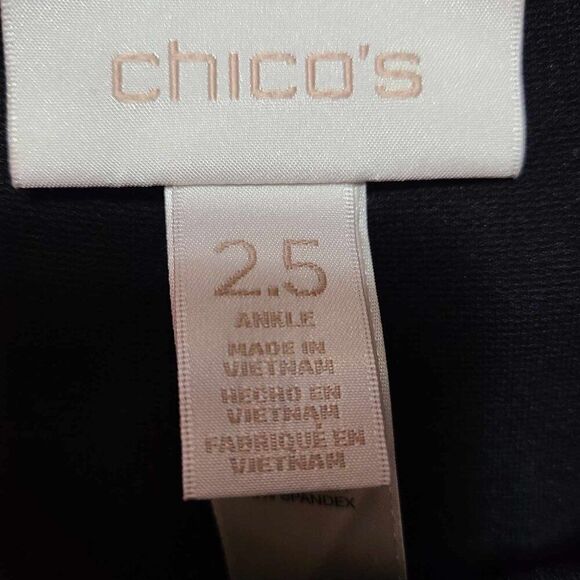 chico's
2.5
ANKLE
MADE IN
VIETNAM
HECHO EN
VIETNAM
FABRIQUÉ EN
VIETNAM
SPANDEX